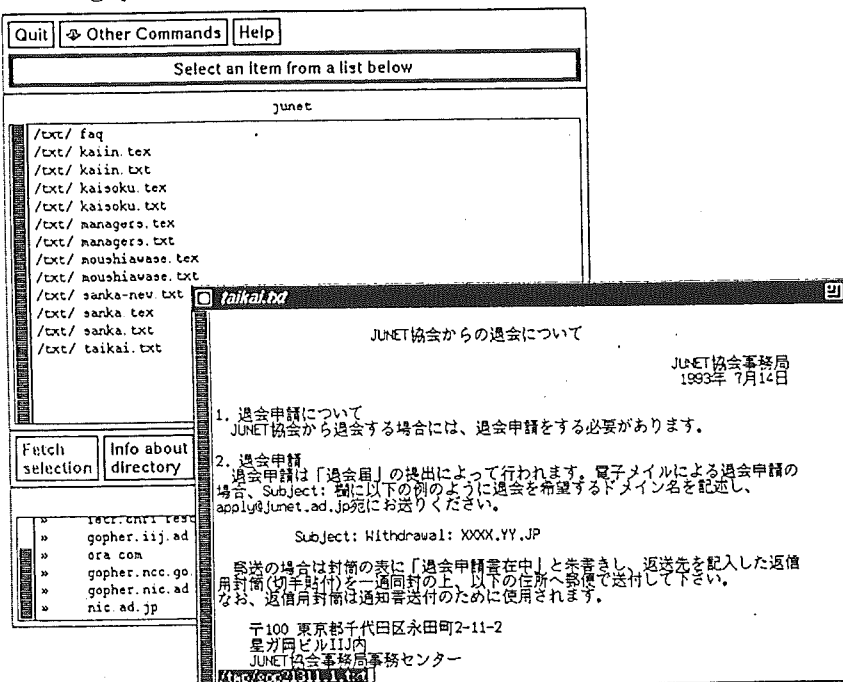 Quit Other Commands Help
Select an item from a list below
junet
/txt/ faq
/txt/ kaiin.tex
/txt/ kaiin.txt
/txt/ kaisoku.tex
/txt/ kaisoku.txt
/txt/ managers.tex
/txt/ managers.txt
/txt/ moushiawase.tex
/txt/ moushiawase.txt
/txt/ sanka-new.txt
/txt/ sanka.tex
/txt/ sanka.txt
/txt/ taikai.txt
Fetch selection
Info about directory
» gopher.iij.ad
» ora.com
» gopher.ncc.go
» gopher.nic.ad
» nic.ad.jp
taikai.txt
JUNET協会からの退会について
JUNET協会事務局
1993年 7月14日
1. 退会申請について
JUNET協会から退会する場合には、退会申請をする必要があります。
2. 退会申請
退会申請は「退会届」の提出によって行われます。電子メイルによる退会申請の
場合、Subject: 欄に以下の例のように退会を希望するドメイン名を記述し、
apply@junet.ad.jp宛にお送りください。
Subject: Withdrawal: XXXX.YY.JP
郵送の場合は封筒の表に「退会申請書在中」と朱書きし、返送先を記入した返信
用封筒(切手貼付)を一通同封の上、以下の住所へ郵便で送付して下さい。
なお、返信用封筒は通知書送付のために使用されます。
〒100 東京都千代田区永田町2-11-2
星ガ岡ビルIIJ内
JUNET協会事務局事務センター